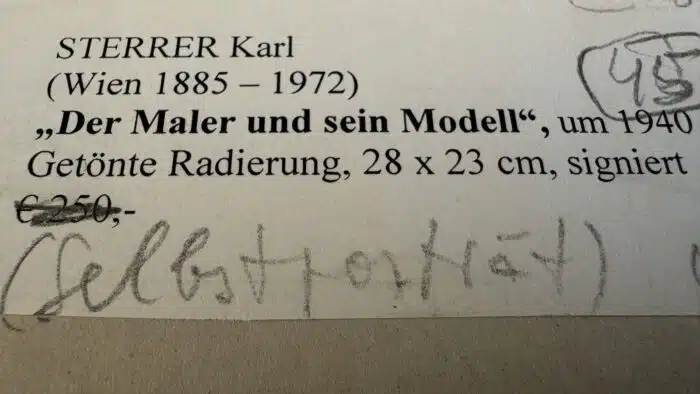 STERRER Karl
45
(Wien 1885 – 1972)
„Der Maler und sein Modell“, um 1940
Getönte Radierung, 28 x 23 cm, signiert
€ 250,-
(Selbstporträt)